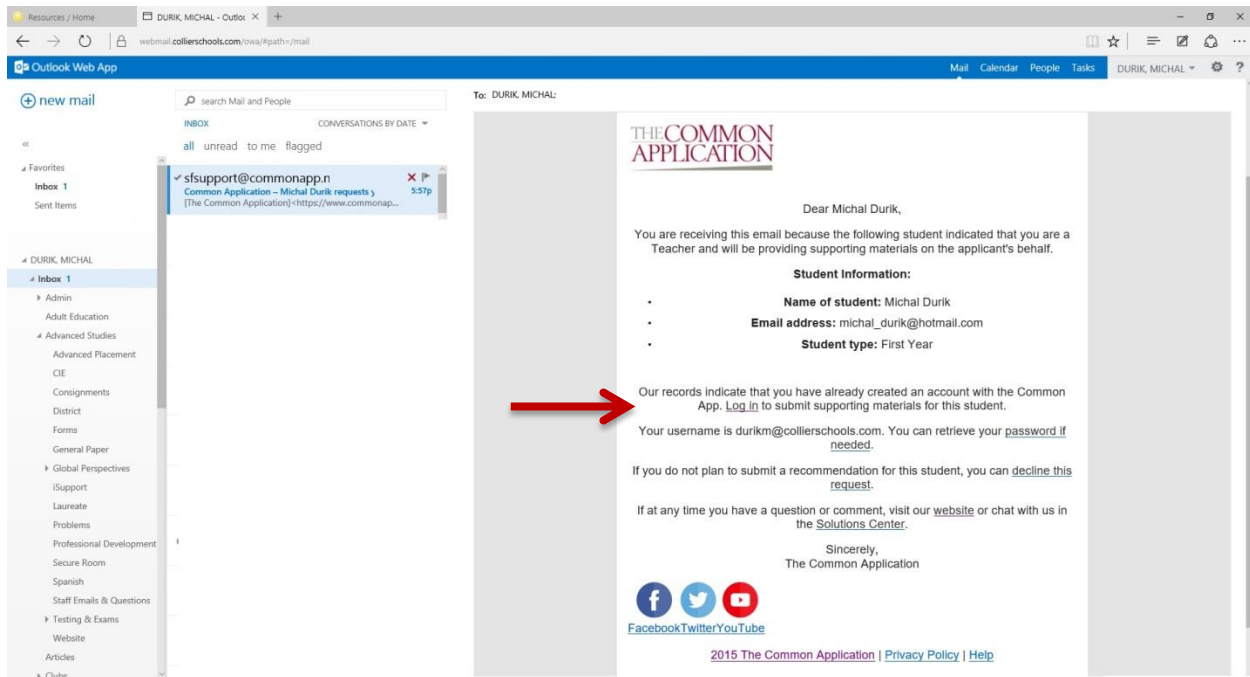 Resources / Home
DURIK, MICHAL - Outloo
webmail.collierschools.com/owa/#path=/mail
Outlook Web App
Mail Calendar People Tasks DURIK, MICHAL ?
new mail
search Mail and People
INBOX CONVERSATIONS BY DATE
all unread to me flagged
Favorites
Inbox 1
Sent Items
DURIK, MICHAL
Inbox 1
Admin
Adult Education
Advanced Studies
Advanced Placement
CIE
Consignments
District
Forms
General Paper
Global Perspectives
iSupport
Laureate
Problems
Professional Development
Secure Room
Spanish
Staff Emails & Questions
Testing & Exams
Website
Articles
Clubs
sfsupport@commonapp.n
Common Application – Michal Durik requests y 5:57p
[The Common Application]<https://www.commonap...
To: DURIK, MICHAL;
THE COMMON
APPLICATION
Dear Michal Durik,
You are receiving this email because the following student indicated that you are a
Teacher and will be providing supporting materials on the applicant's behalf.
Student Information:
• Name of student: Michal Durik
• Email address: michal_durik@hotmail.com
• Student type: First Year
Our records indicate that you have already created an account with the Common
App. Log in to submit supporting materials for this student.
Your username is durikm@collierschools.com. You can retrieve your password if
needed.
If you do not plan to submit a recommendation for this student, you can decline this
request.
If at any time you have a question or comment, visit our website or chat with us in
the Solutions Center.
Sincerely,
The Common Application
FacebookTwitterYouTube
2015 The Common Application | Privacy Policy | Help